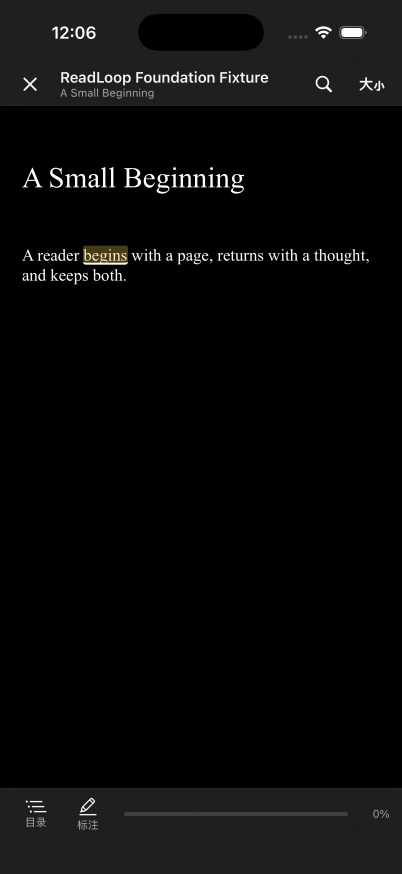 12:06
ReadLoop Foundation Fixture
A Small Beginning
大小
A Small Beginning
A reader begins with a page, returns with a thought,
and keeps both.
目录
标注
0%